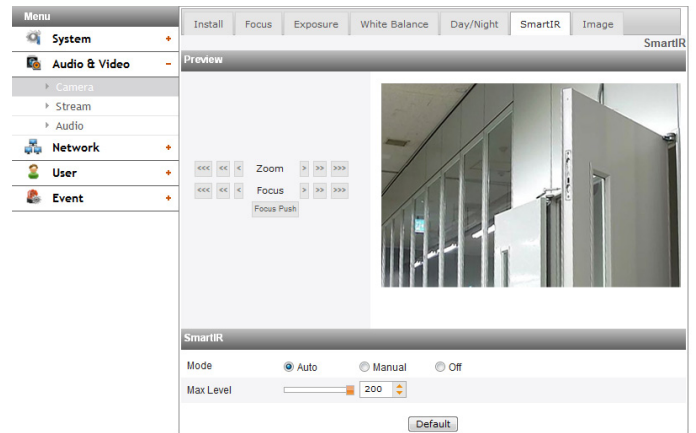 Menu
System +
Audio & Video -
Camera
Stream
Audio
Network +
User +
Event +
Install Focus Exposure White Balance Day/Night SmartIR Image
SmartIR
Preview
<<< << < Zoom > >> >>>
<<< << < Focus > >> >>>
Focus Push
SmartIR
Mode Auto Manual Off
Max Level 200
Default